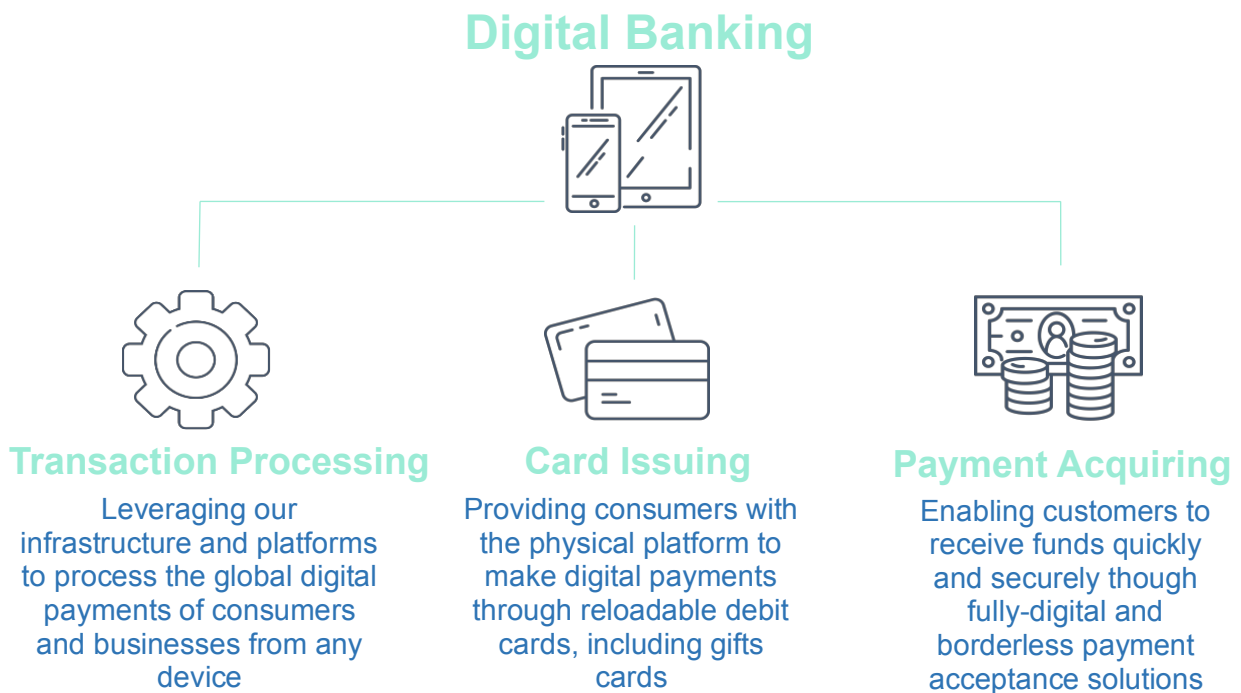 Digital Banking
Transaction Processing
Leveraging our
infrastructure and platforms
to process the global digital
payments of consumers
and businesses from any
device
Card Issuing
Providing consumers with
the physical platform to
make digital payments
through reloadable debit
cards, including gifts
cards
Payment Acquiring
Enabling customers to
receive funds quickly
and securely though
fully-digital and
borderless payment
acceptance solutions